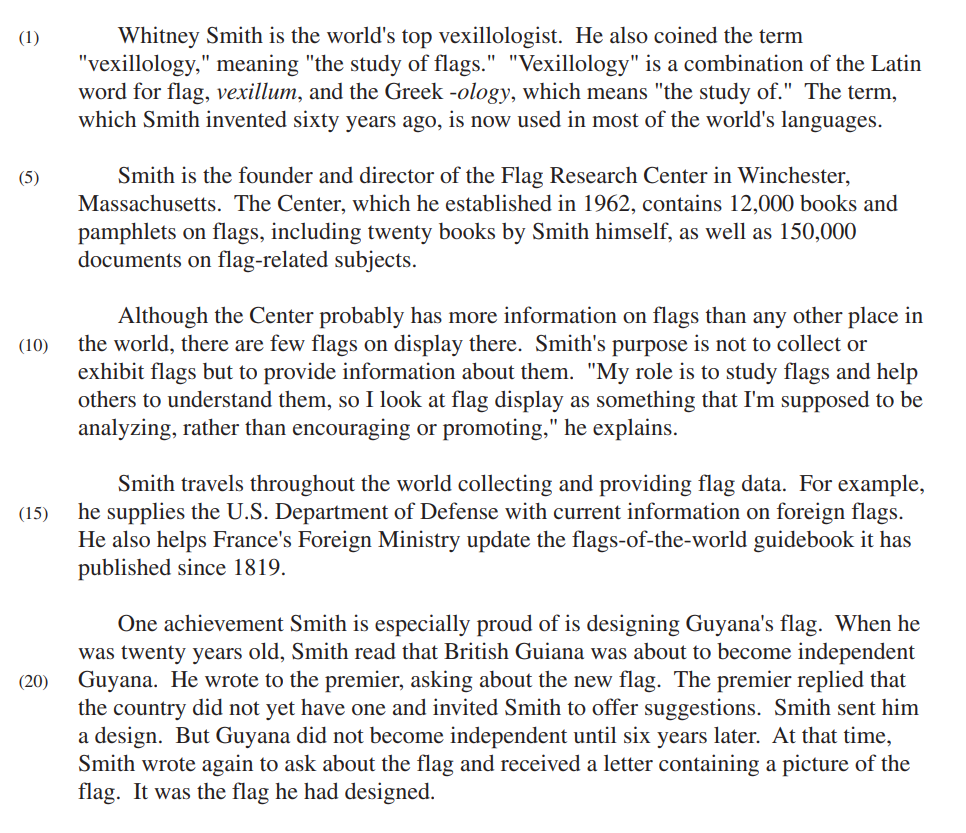 (1) Whitney Smith is the world's top vexillologist. He also coined the term
"vexillology," meaning "the study of flags." "Vexillology" is a combination of the Latin
word for flag, vexillum, and the Greek -ology, which means "the study of." The term,
which Smith invented sixty years ago, is now used in most of the world's languages.
(5) Smith is the founder and director of the Flag Research Center in Winchester,
Massachusetts. The Center, which he established in 1962, contains 12,000 books and
pamphlets on flags, including twenty books by Smith himself, as well as 150,000
documents on flag-related subjects.
Although the Center probably has more information on flags than any other place in
(10) the world, there are few flags on display there. Smith's purpose is not to collect or
exhibit flags but to provide information about them. "My role is to study flags and help
others to understand them, so I look at flag display as something that I'm supposed to be
analyzing, rather than encouraging or promoting," he explains.
Smith travels throughout the world collecting and providing flag data. For example,
(15) he supplies the U.S. Department of Defense with current information on foreign flags.
He also helps France's Foreign Ministry update the flags-of-the-world guidebook it has
published since 1819.
One achievement Smith is especially proud of is designing Guyana's flag. When he
was twenty years old, Smith read that British Guiana was about to become independent
(20) Guyana. He wrote to the premier, asking about the new flag. The premier replied that
the country did not yet have one and invited Smith to offer suggestions. Smith sent him
a design. But Guyana did not become independent until six years later. At that time,
Smith wrote again to ask about the flag and received a letter containing a picture of the
flag. It was the flag he had designed.